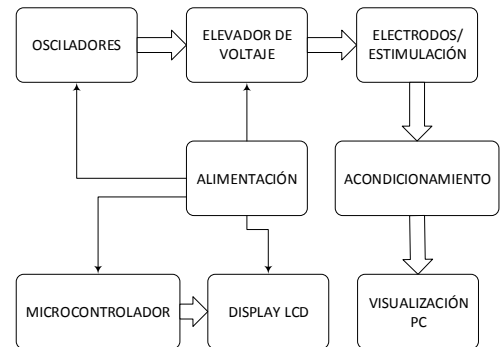 OSCILADORES
ELEVADOR DE
VOLTAJE
ELECTRODOS/
ESTIMULACIÓN
ALIMENTACIÓN
ACONDICIONAMIENTO
MICROCONTROLADOR
DISPLAY LCD
VISUALIZACIÓN
PC